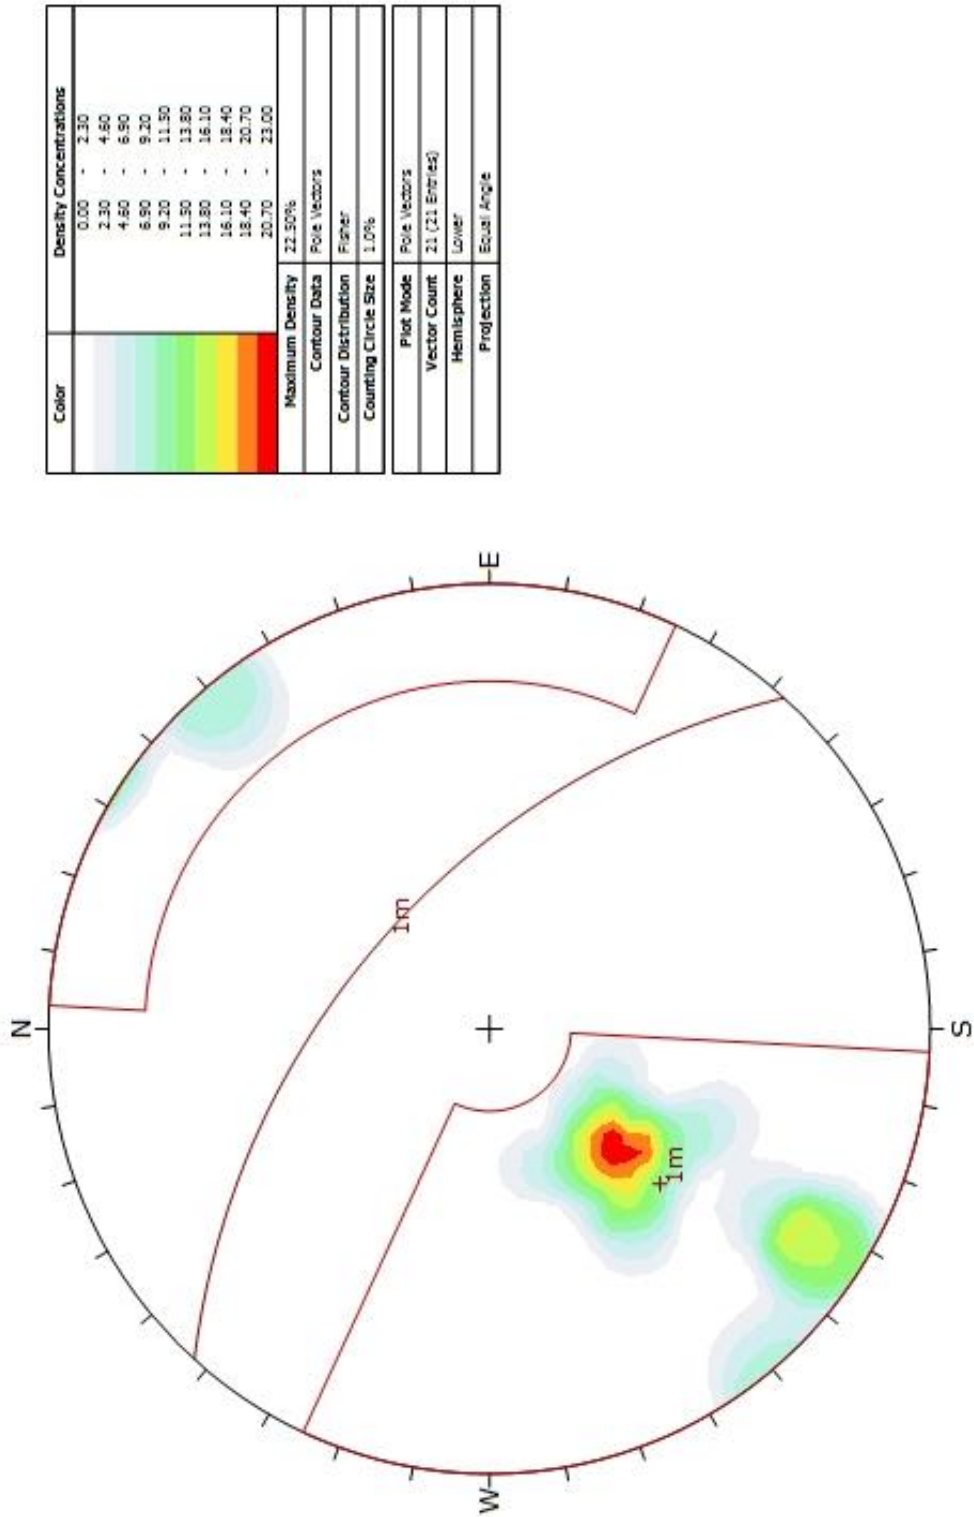 Color Density Concentrations
0.00 - 2.30
2.30 - 4.60
4.60 - 6.90
6.90 - 9.20
9.20 - 11.50
11.50 - 13.80
13.80 - 16.10
16.10 - 18.40
18.40 - 20.70
20.70 - 23.00
Maximum Density 22.50%
Contour Data Pole Vectors
Contour Distribution Fisher
Counting Circle Size 1.0%
Plot Mode Pole Vectors
Vector Count 21 (21 Entries)
Hemisphere Lower
Projection Equal Angle
N
E
S
W
1m
1m